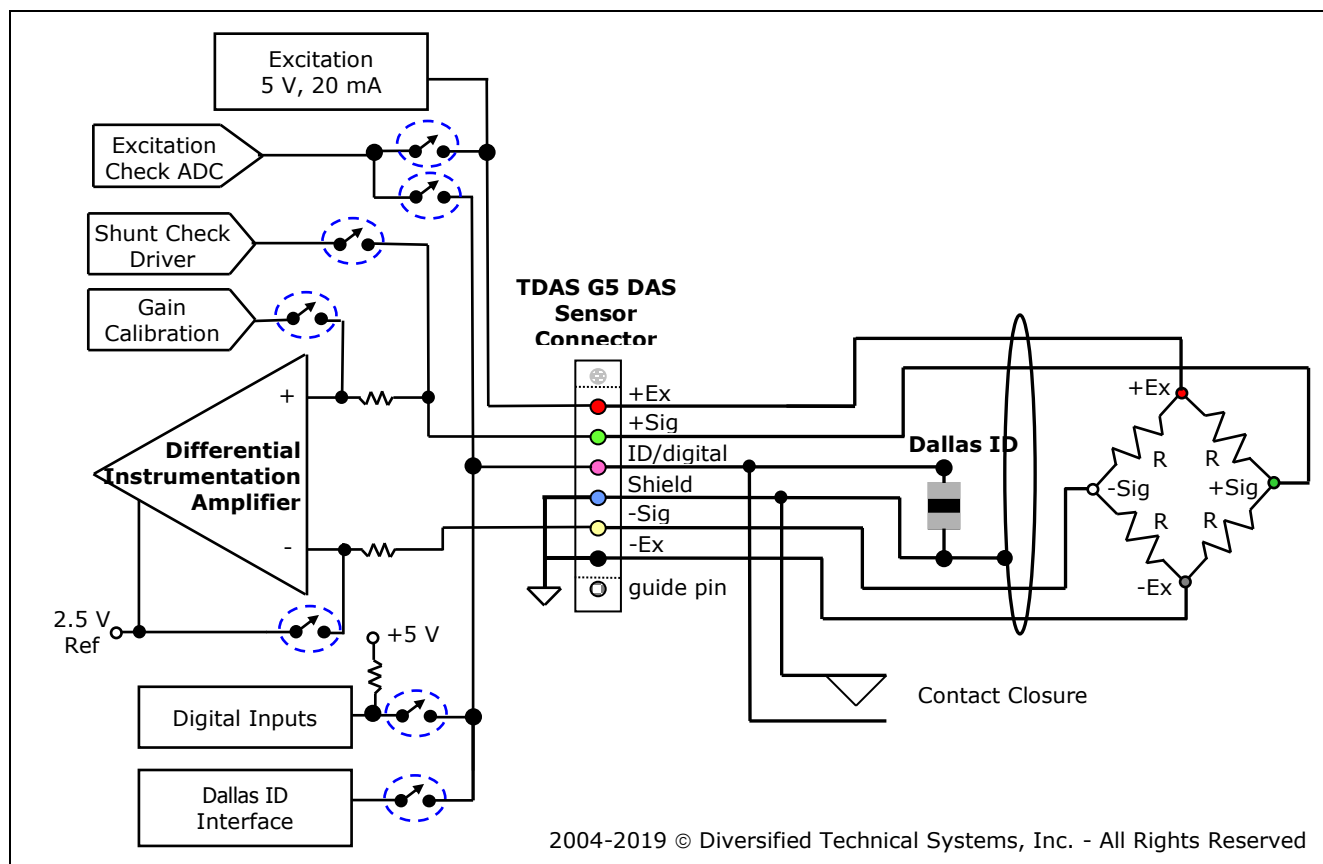 Excitation
5 V, 20 mA
Excitation
Check ADC
Shunt Check
Driver
Gain
Calibration
TDAS G5 DAS
Sensor
Connector
+
Differential
Instrumentation
Amplifier
-
2.5 V
Ref
+5 V
Digital Inputs
Dallas ID
Interface
+Ex
+Sig
ID/digital
Shield
-Sig
-Ex
guide pin
Dallas ID
+Ex
R
R
-Sig
+Sig
R
R
-Ex
Contact Closure
2004-2019 © Diversified Technical Systems, Inc. - All Rights Reserved